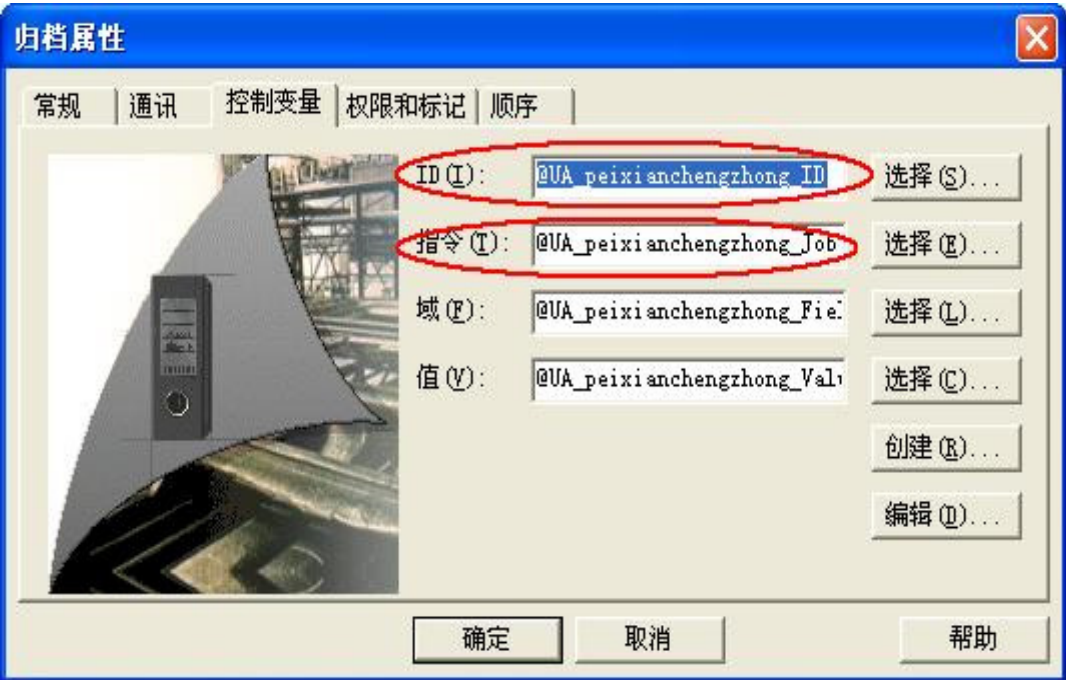 归档属性
常规 通讯 控制变量 权限和标记 顺序
ID(I): @UA_peixianchengzhong_ID 选择(S)...
指令(T): @UA_peixianchengzhong_Job 选择(E)...
域(F): @UA_peixianchengzhong_Fiel 选择(L)...
值(V): @UA_peixianchengzhong_Valu 选择(C)...
创建(R)...
编辑(D)...
确定 取消 帮助